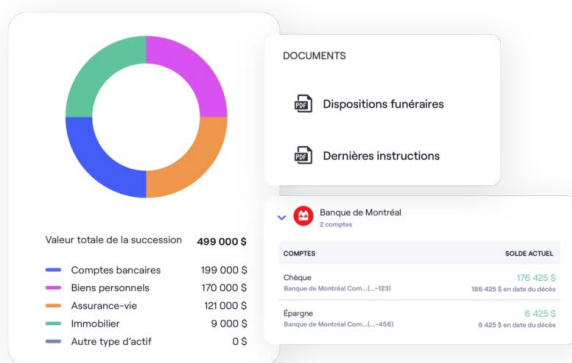 DOCUMENTS
PDF Dispositions funéraires
PDF Dernières instructions
Valeur totale de la succession 499 000 $
Comptes bancaires 199 000 $
Biens personnels 170 000 $
Assurance-vie 121 000 $
Immobilier 9 000 $
Autre type d'actif 0 $
Banque de Montréal
2 comptes
COMPTES SOLDE ACTUEL
Chèque 176 425 $
Banque de Montréal Com...(...-123) 186 425 $ en date du décès
Épargne 6 425 $
Banque de Montréal Com...(...-456) 6 425 $ en date du décès